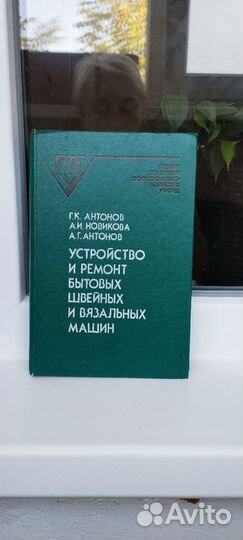 Г.К. АНТОНОВ
А.И. НОВИКОВА
А.Г. АНТОНОВ
УСТРОЙСТВО
И РЕМОНТ
БЫТОВЫХ
ШВЕЙНЫХ
И ВЯЗАЛЬНЫХ
МАШИН
Avito